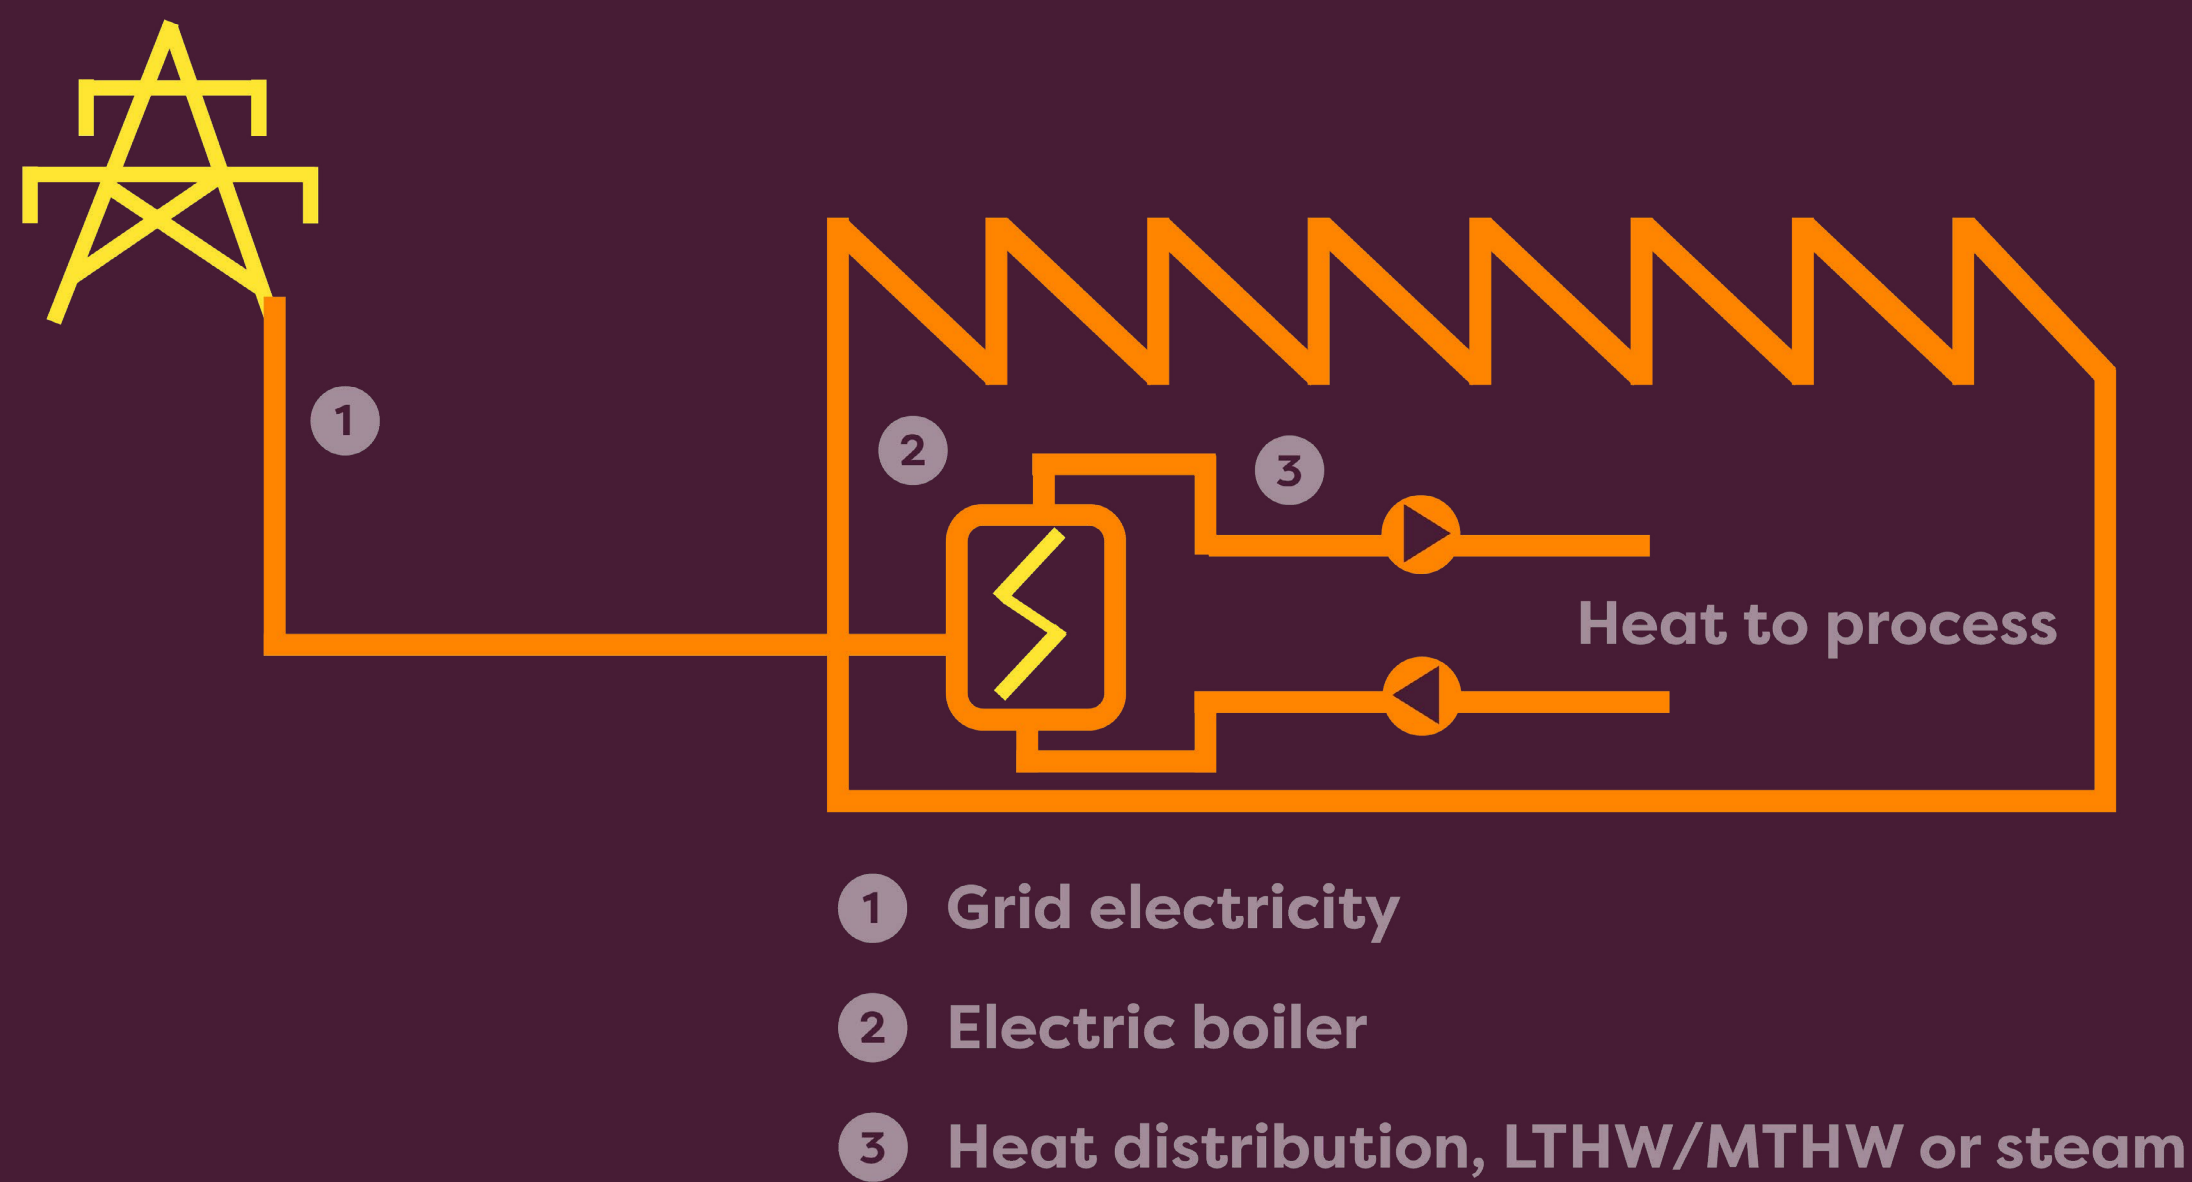 1
2
3
Heat to process
1 Grid electricity
2 Electric boiler
3 Heat distribution, LTHW/MTHW or steam